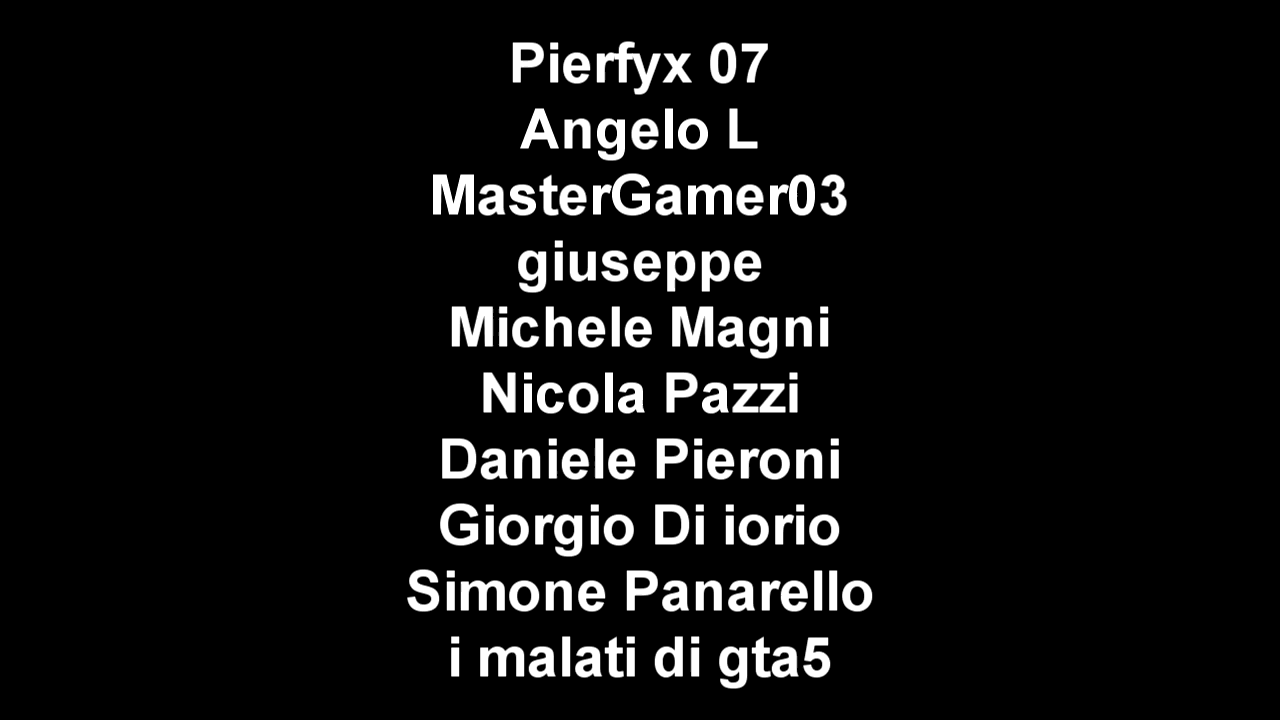 Pierfyx 07
Angelo L
MasterGamer03
giuseppe
Michele Magni
Nicola Pazzi
Daniele Pieroni
Giorgio Di iorio
Simone Panarello
i malati di gta5